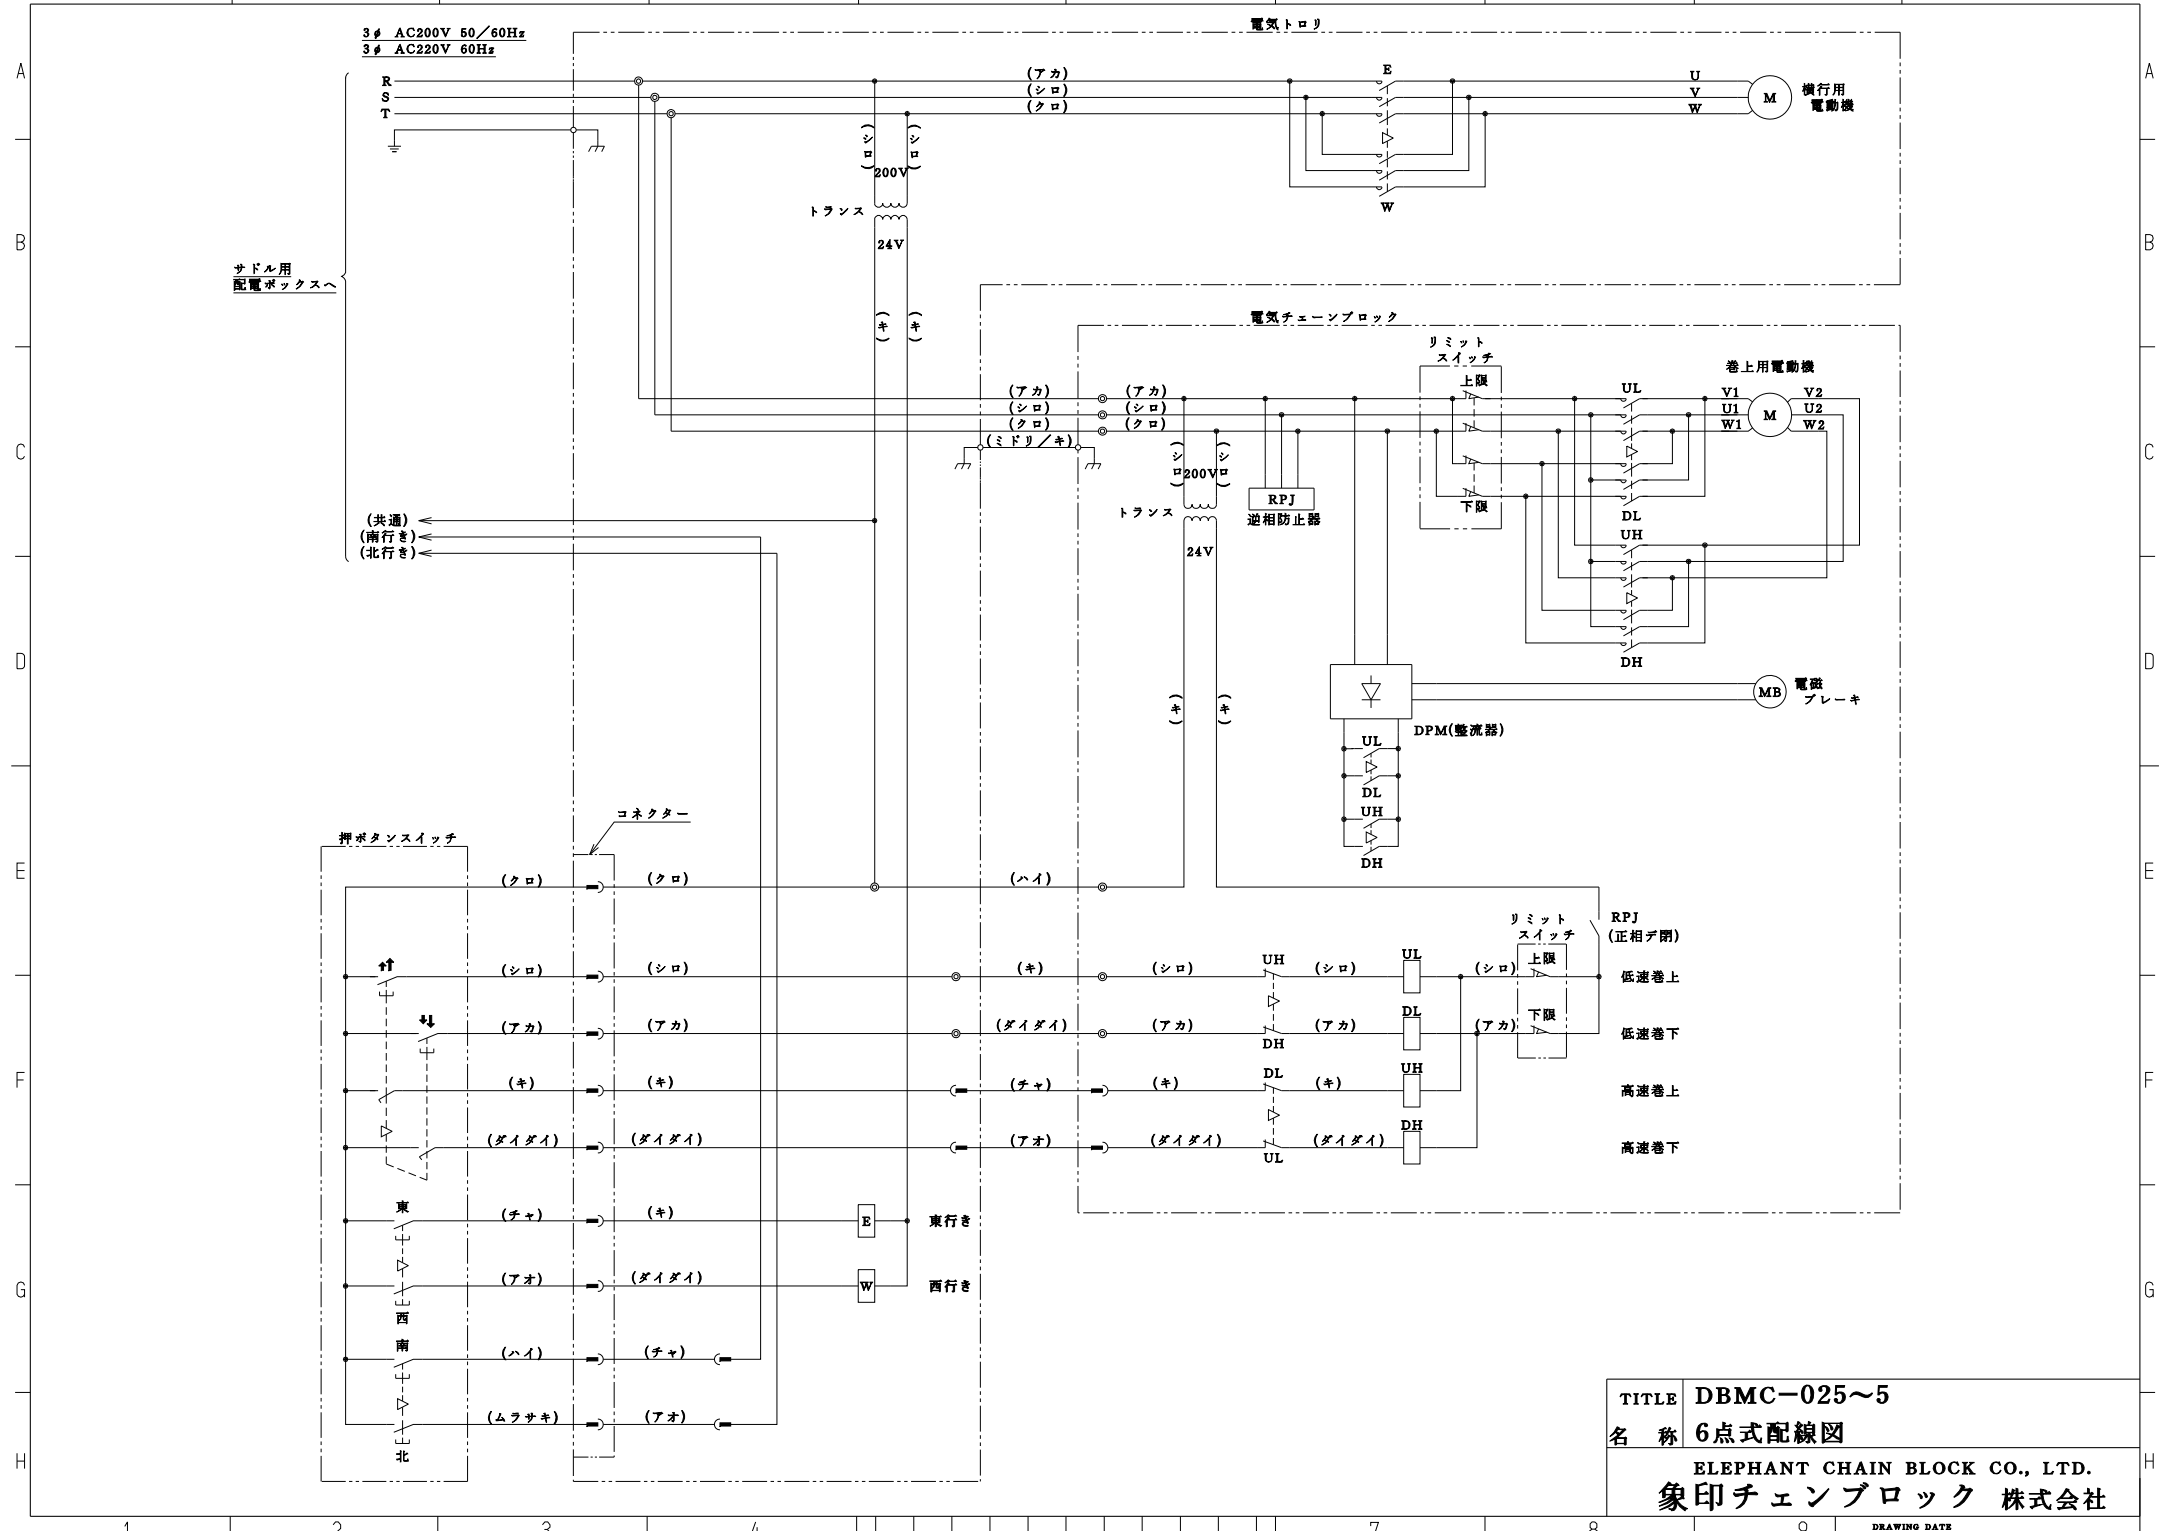 3φ AC200V 50/60Hz
3φ AC220V 60Hz
電気トロリ
A
A
R
S
T
(アカ)
(シロ)
(クロ)
E
W
U
V
W
M
横行用
電動機
(シロ)
(シロ)
200V
トランス
24V
B
B
サドル用
配電ボックスへ
(キ)
(キ)
電気チェーンブロック
リミット
スイッチ
上限
下限
巻上用電動機
UL
V1
U1
W1
M
V2
U2
W2
(アカ)
(シロ)
(クロ)
(アカ)
(シロ)
(クロ)
(ミドリ/キ)
C
C
(シロ)
(シロ)
200V
トランス
24V
RPJ
逆相防止器
DL
UH
DH
(共通)
(南行き)
(北行き)
D
D
(キ)
(キ)
MB
電磁
ブレーキ
DPM(整流器)
UL
DL
UH
DH
コネクター
押ボタンスイッチ
E
E
(クロ)
(クロ)
(ハイ)
RPJ
(正相デ閉)
リミット
スイッチ
上限
下限
(シロ)
(シロ)
(キ)
(シロ)
UH
(シロ)
UL
(シロ)
低速巻上
(アカ)
(アカ)
(ダイダイ)
(アカ)
DH
(アカ)
DL
(アカ)
低速巻下
F
F
(キ)
(キ)
(チャ)
(キ)
DL
(キ)
UH
高速巻上
(ダイダイ)
(ダイダイ)
(アオ)
(ダイダイ)
UL
(ダイダイ)
DH
高速巻下
東
(チャ)
(キ)
E
東行き
G
G
(アオ)
(ダイダイ)
W
西行き
西
南
(ハイ)
(チャ)
(ムラサキ)
(アオ)
北
H
H
TITLE DBMC-025~5
名 称 6点式配線図
ELEPHANT CHAIN BLOCK CO., LTD.
象印チェンブロック 株式会社
1
2
3
4
7
8
9
DRAWING DATE